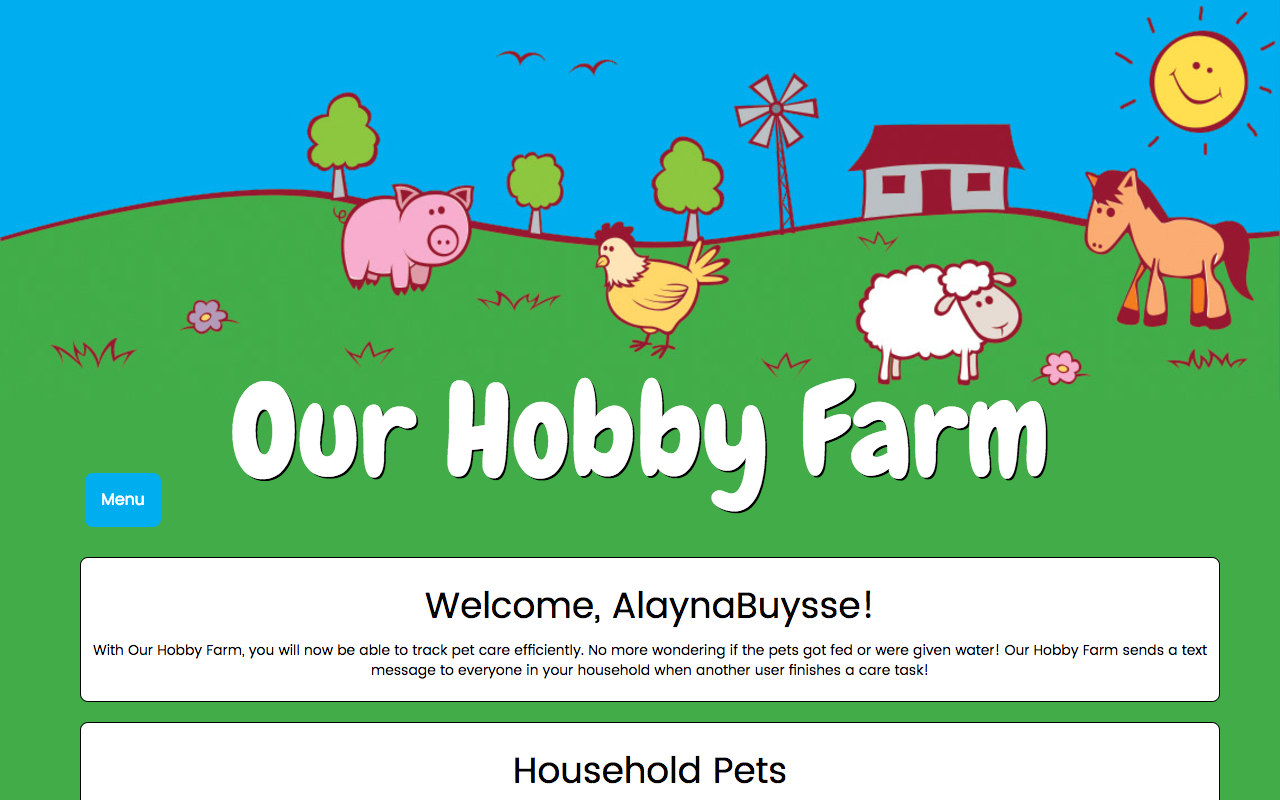 Our Hobby Farm
Menu
Welcome, AlaynaBuysse!
With Our Hobby Farm, you will now be able to track pet care efficiently. No more wondering if the pets got fed or were given water! Our Hobby Farm sends a text
message to everyone in your household when another user finishes a care task!
Household Pets